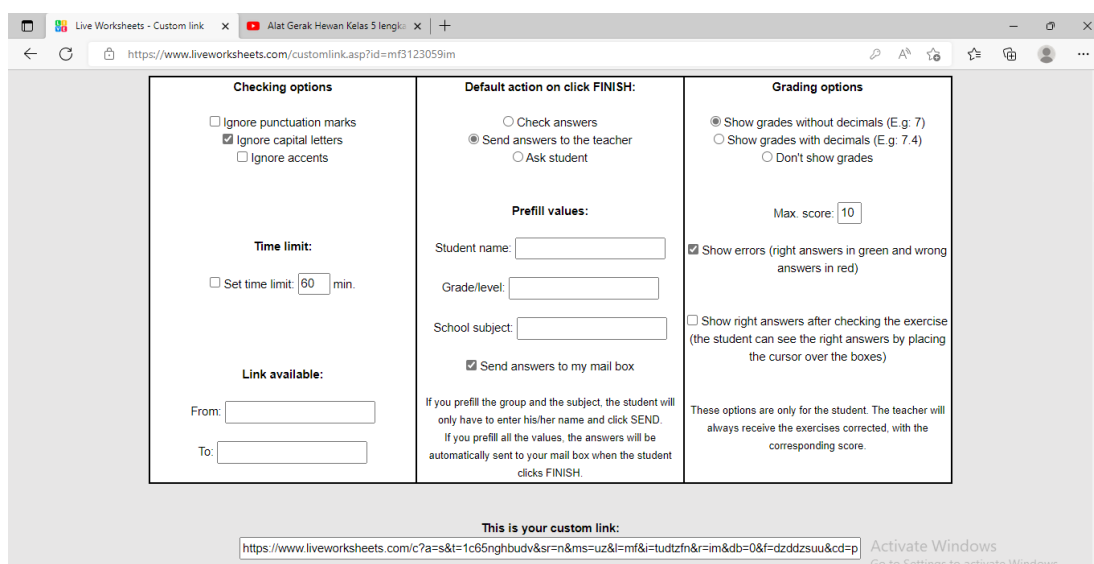 Live Worksheets - Custom link
Alat Gerak Hewan Kelas 5 lengka
https://www.liveworksheets.com/customlink.asp?id=mf3123059im
Checking options
Ignore punctuation marks
Ignore capital letters
Ignore accents
Time limit:
Set time limit: 60 min.
Link available:
From:
To:
Default action on click FINISH:
Check answers
Send answers to the teacher
Ask student
Prefill values:
Student name:
Grade/level:
School subject:
Send answers to my mail box
If you prefill the group and the subject, the student will
only have to enter his/her name and click SEND.
If you prefill all the values, the answers will be
automatically sent to your mail box when the student
clicks FINISH.
Grading options
Show grades without decimals (E.g: 7)
Show grades with decimals (E.g: 7.4)
Don't show grades
Max. score: 10
Show errors (right answers in green and wrong
answers in red)
Show right answers after checking the exercise
(the student can see the right answers by placing
the cursor over the boxes)
These options are only for the student. The teacher will
always receive the exercises corrected, with the
corresponding score.
This is your custom link:
https://www.liveworksheets.com/c?a=s&t=1c65nghbudv&sr=n&ms=uz&l=mf&i=tudtzfn&r=im&db=0&f=dzddzsuu&cd=p
Activate Windows
Go to Settings to activate Windows